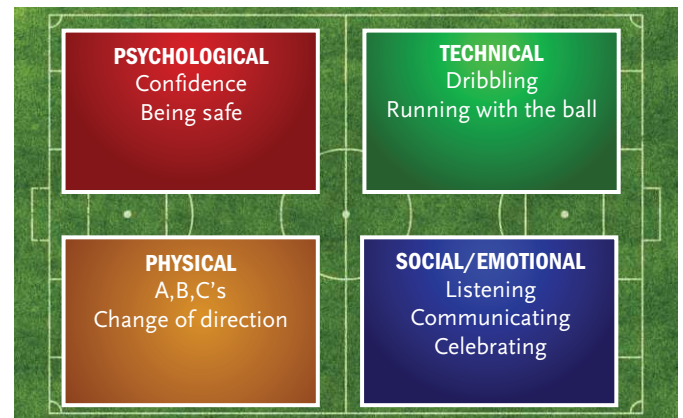 PSYCHOLOGICAL
Confidence
Being safe
TECHNICAL
Dribbling
Running with the ball
PHYSICAL
A,B,C's
Change of direction
SOCIAL/EMOTIONAL
Listening
Communicating
Celebrating